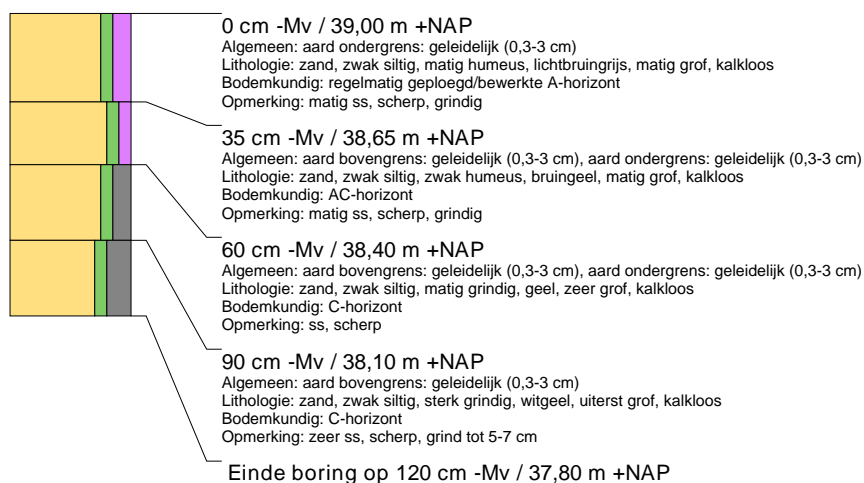 0 cm -Mv / 39,00 m +NAP
Algemeen: aard ondergrens: geleidelijk (0,3-3 cm)
Lithologie: zand, zwak siltig, matig humeus, lichtbruingrijs, matig grof, kalkloos
Bodemkundig: regelmatig geploegd/bewerkte A-horizont
Opmerking: matig ss, scherp, grindig
35 cm -Mv / 38,65 m +NAP
Algemeen: aard bovengrens: geleidelijk (0,3-3 cm), aard ondergrens: geleidelijk (0,3-3 cm)
Lithologie: zand, zwak siltig, zwak humeus, bruingeel, matig grof, kalkloos
Bodemkundig: AC-horizont
Opmerking: matig ss, scherp, grindig
60 cm -Mv / 38,40 m +NAP
Algemeen: aard bovengrens: geleidelijk (0,3-3 cm), aard ondergrens: geleidelijk (0,3-3 cm)
Lithologie: zand, zwak siltig, matig grindig, geel, zeer grof, kalkloos
Bodemkundig: C-horizont
Opmerking: ss, scherp
90 cm -Mv / 38,10 m +NAP
Algemeen: aard bovengrens: geleidelijk (0,3-3 cm)
Lithologie: zand, zwak siltig, sterk grindig, witgeel, uiterst grof, kalkloos
Bodemkundig: C-horizont
Opmerking: zeer ss, scherp, grind tot 5-7 cm
Einde boring op 120 cm -Mv / 37,80 m +NAP